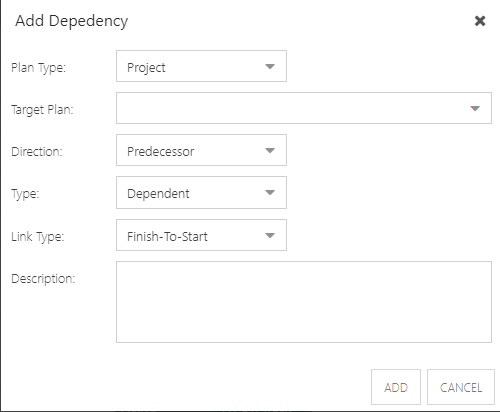 Add Depedency
Plan Type: Project
Target Plan:
Direction: Predecessor
Type: Dependent
Link Type: Finish-To-Start
Description:
ADD CANCEL